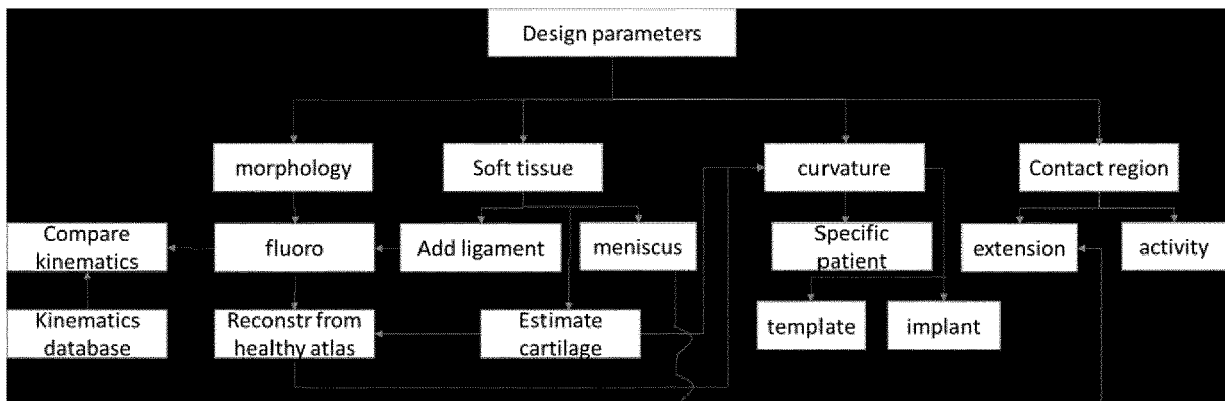 Design parameters
morphology
Soft tissue
curvature
Contact region
Compare
kinematics
fluoro
Add ligament
meniscus
Specific
patient
extension
activity
Kinematics
database
Reconstr from
healthy atlas
Estimate
cartilage
template
implant